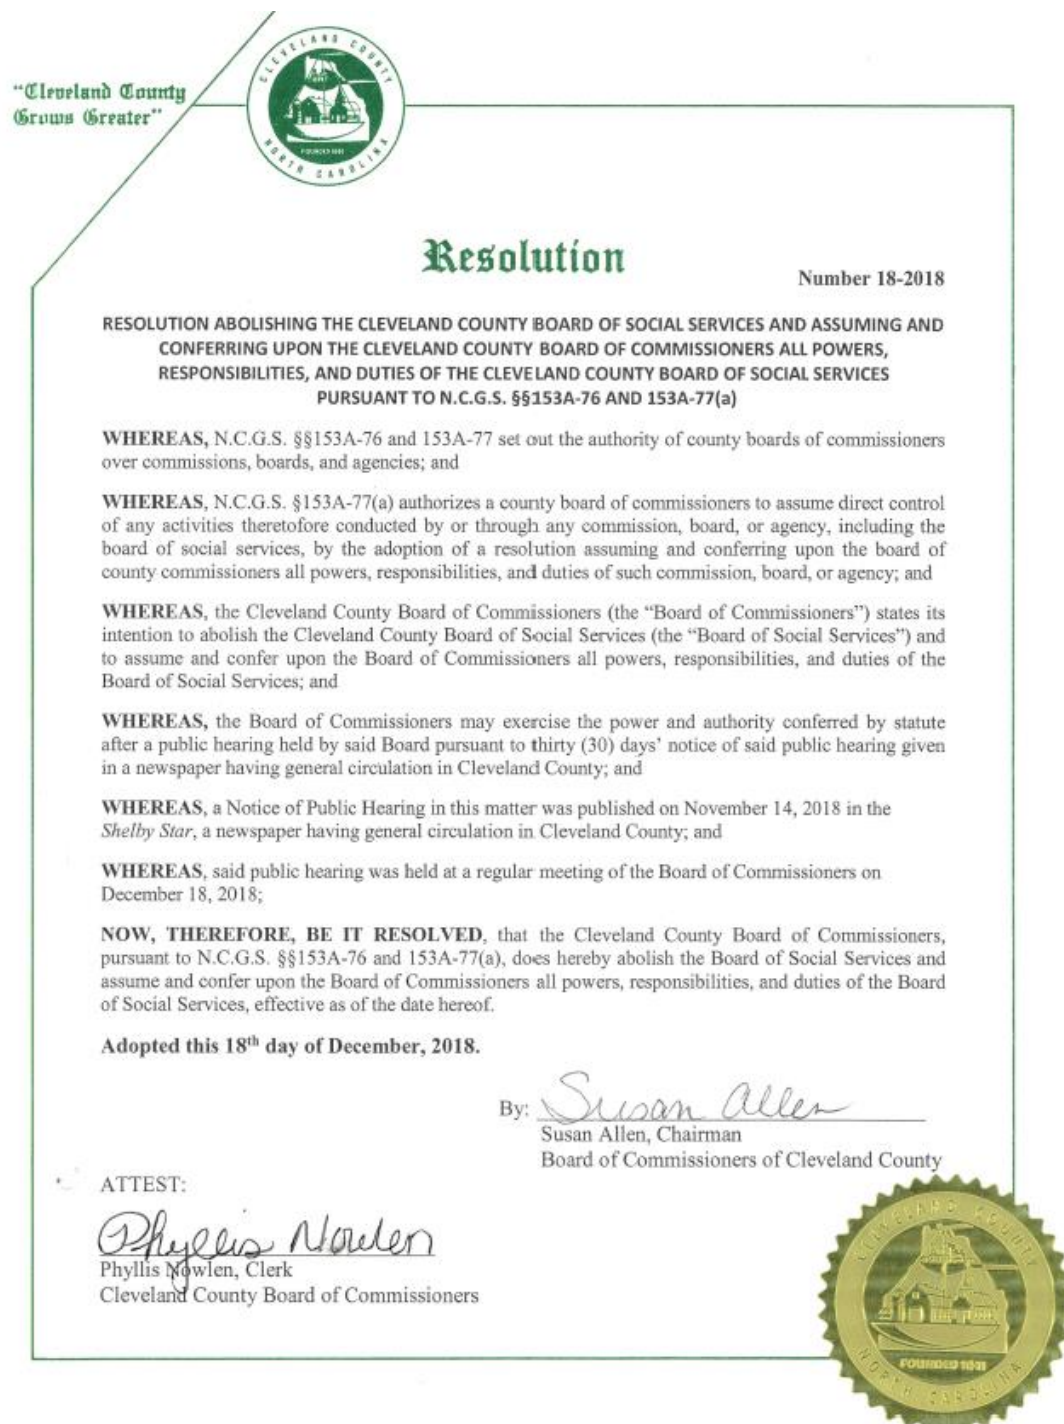 "Cleveland County
Grows Greater"
CLEVELAND COUNTY
NORTH CAROLINA
Resolution
Number 18-2018
RESOLUTION ABOLISHING THE CLEVELAND COUNTY BOARD OF SOCIAL SERVICES AND ASSUMING AND
CONFERRING UPON THE CLEVELAND COUNTY BOARD OF COMMISSIONERS ALL POWERS,
RESPONSIBILITIES, AND DUTIES OF THE CLEVELAND COUNTY BOARD OF SOCIAL SERVICES
PURSUANT TO N.C.G.S. §§153A-76 AND 153A-77(a)
WHEREAS, N.C.G.S. §§153A-76 and 153A-77 set out the authority of county boards of commissioners
over commissions, boards, and agencies; and
WHEREAS, N.C.G.S. §153A-77(a) authorizes a county board of commissioners to assume direct control
of any activities theretofore conducted by or through any commission, board, or agency, including the
board of social services, by the adoption of a resolution assuming and conferring upon the board of
county commissioners all powers, responsibilities, and duties of such commission, board, or agency; and
WHEREAS, the Cleveland County Board of Commissioners (the "Board of Commissioners") states its
intention to abolish the Cleveland County Board of Social Services (the "Board of Social Services") and
to assume and confer upon the Board of Commissioners all powers, responsibilities, and duties of the
Board of Social Services; and
WHEREAS, the Board of Commissioners may exercise the power and authority conferred by statute
after a public hearing held by said Board pursuant to thirty (30) days' notice of said public hearing given
in a newspaper having general circulation in Cleveland County; and
WHEREAS, a Notice of Public Hearing in this matter was published on November 14, 2018 in the
Shelby Star, a newspaper having general circulation in Cleveland County; and
WHEREAS, said public hearing was held at a regular meeting of the Board of Commissioners on
December 18, 2018;
NOW, THEREFORE, BE IT RESOLVED, that the Cleveland County Board of Commissioners,
pursuant to N.C.G.S. §§153A-76 and 153A-77(a), does hereby abolish the Board of Social Services and
assume and confer upon the Board of Commissioners all powers, responsibilities, and duties of the Board
of Social Services, effective as of the date hereof.
Adopted this 18th day of December, 2018.
By: Susan Allen
Susan Allen, Chairman
Board of Commissioners of Cleveland County
ATTEST:
Phyllis Nowlen
Phyllis Nowlen, Clerk
Cleveland County Board of Commissioners
CLEVELAND COUNTY
FOUNDED
NORTH CAROLINA